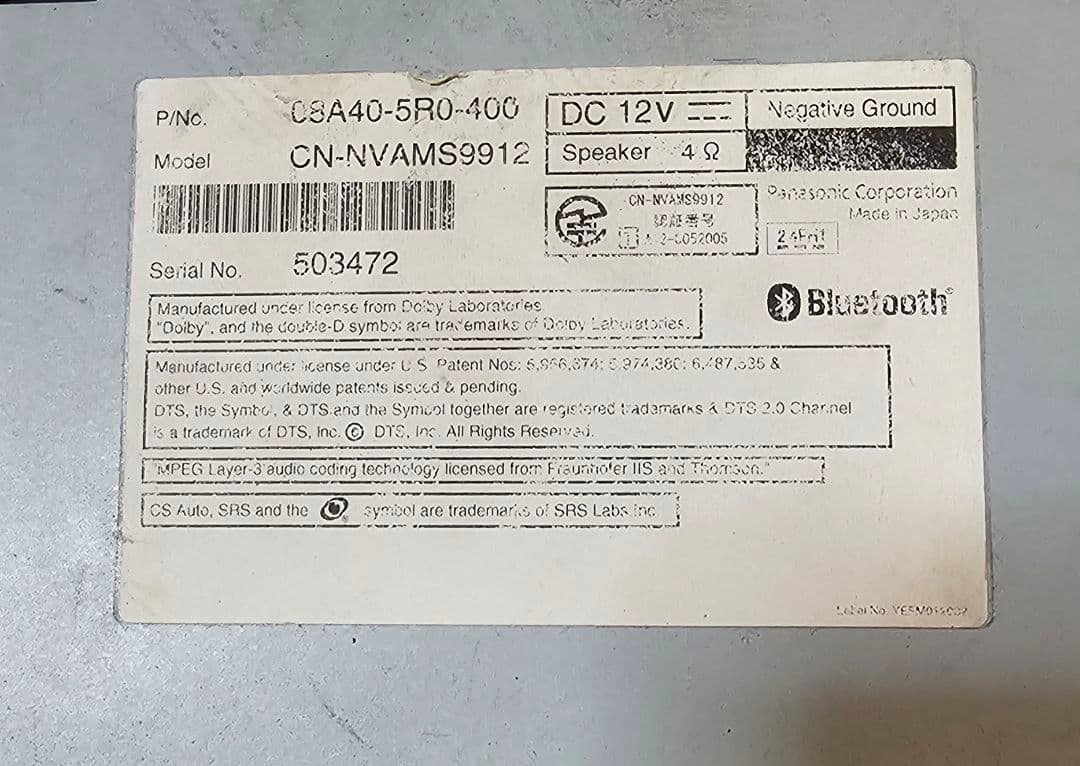 P/No. 08A40-5R0-400
Model CN-NVAMS9912
Serial No. 503472
DC 12V
Negative Ground
Speaker 4 Ω
CN-NVAMS9912
認証番号
Panasonic Corporation
Made in Japan
Bluetooth®
Manufactured under license from Dolby Laboratories
"Dolby", and the double-D symbol are trademarks of Dolby Laboratories.
Manufactured under license under U.S. Patent Nos: &
other U.S. and worldwide patents issued & pending.
DTS, the Symbol, & DTS and the Symbol together are registered trademarks & DTS 2.0 Channel
is a trademark of DTS, Inc. © DTS, Inc. All Rights Reserved.
"MPEG Layer-3 audio coding technology licensed from Fraunhofer IIS and Thomson."
CS Auto, SRS and the symbol are trademarks of SRS Labs Inc
Label No.